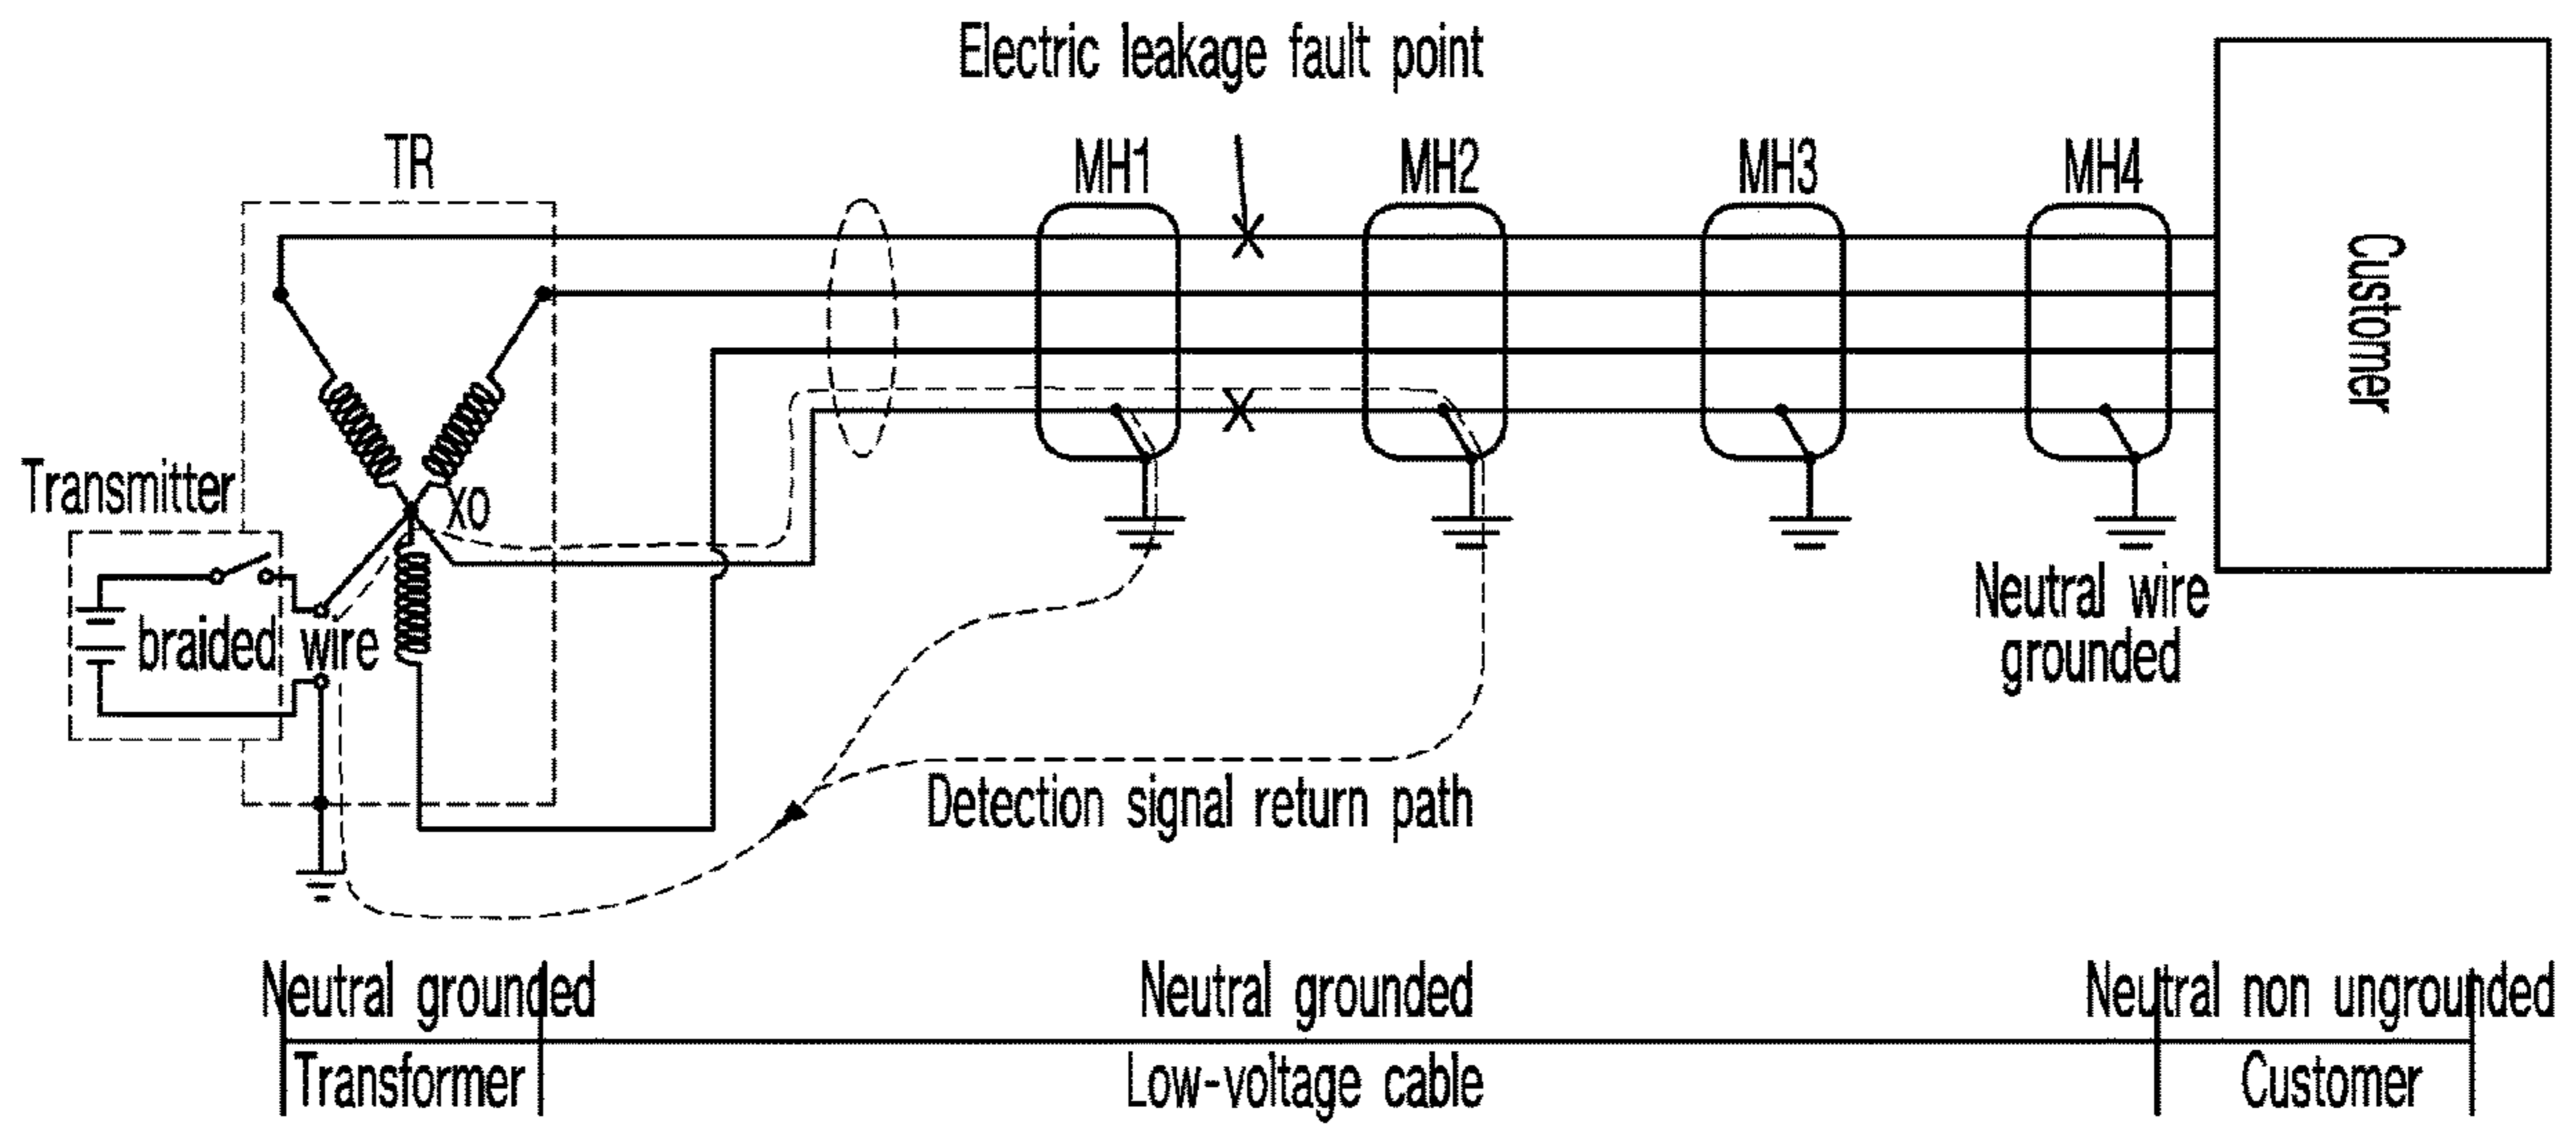 Electric leakage fault point
TR
MH1
MH2
MH3
MH4
Customer
XO
Transmitter
braided wire
Neutral wire
grounded
Detection signal return path
Neutral grounded
Neutral grounded
Neutral non ungrounded
Transformer
Low-voltage cable
Customer